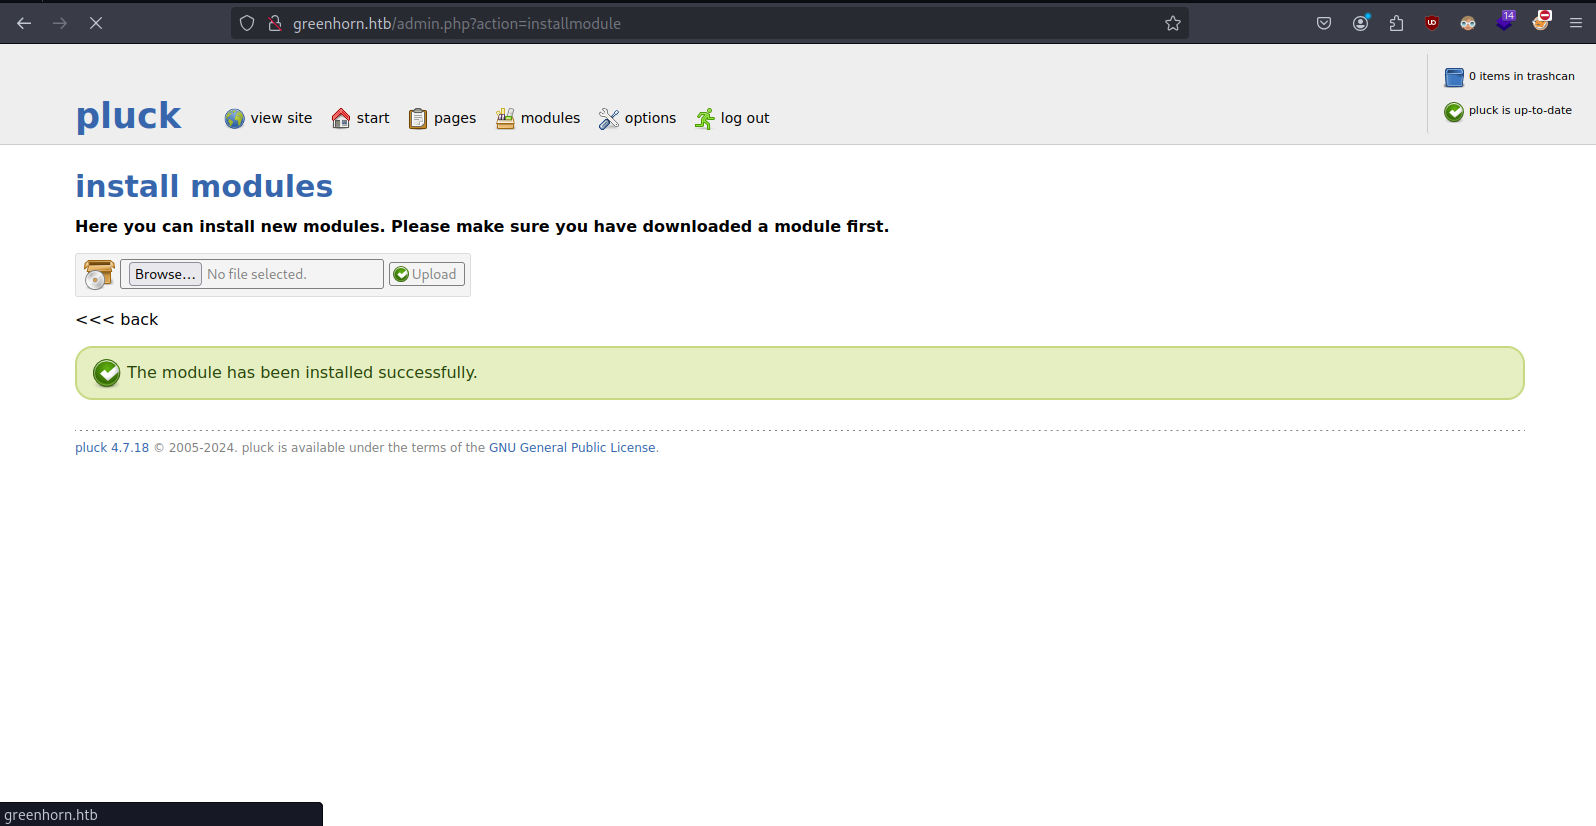 greenhorn.htb/admin.php?action=installmodule
14
pluck
view site
start
pages
modules
options
log out
0 items in trashcan
pluck is up-to-date
install modules
Here you can install new modules. Please make sure you have downloaded a module first.
Browse... No file selected. Upload
<<< back
The module has been installed successfully.
pluck 4.7.18 © 2005-2024. pluck is available under the terms of the GNU General Public License.
greenhorn.htb